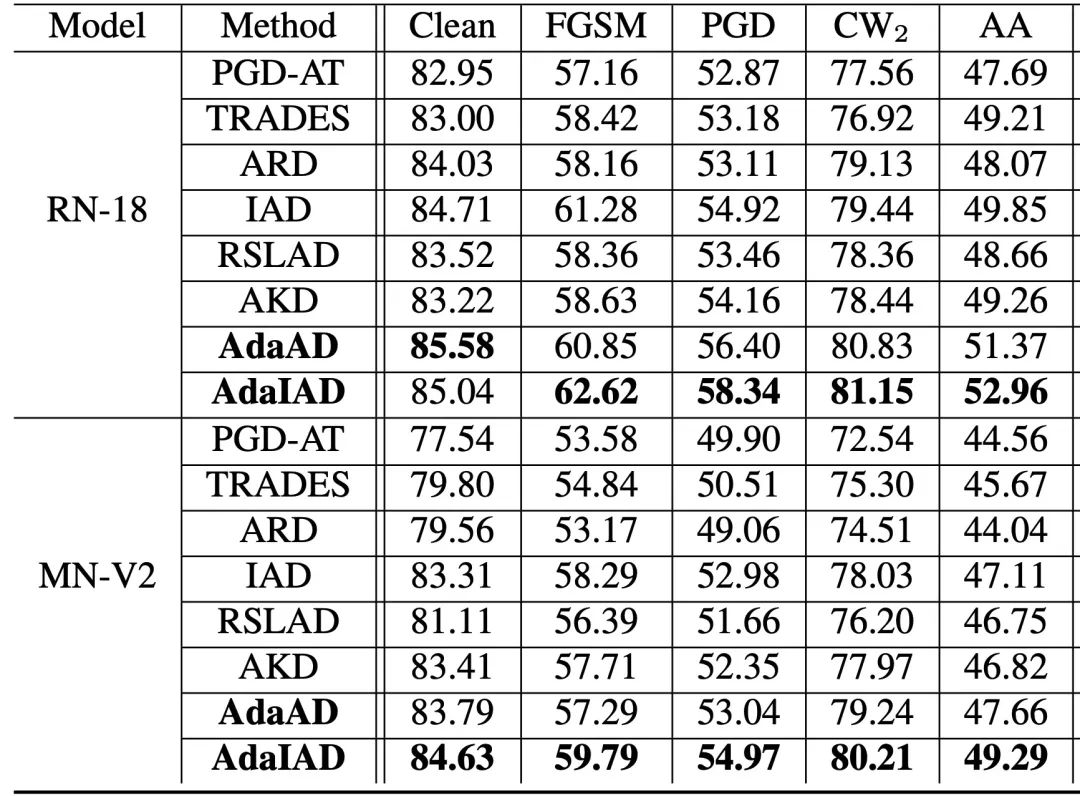 Model Method Clean FGSM PGD CW₂ AA
PGD-AT 82.95 57.16 52.87 77.56 47.69
TRADES 83.00 58.42 53.18 76.92 49.21
ARD 84.03 58.16 53.11 79.13 48.07
RN-18 IAD 84.71 61.28 54.92 79.44 49.85
RSLAD 83.52 58.36 53.46 78.36 48.66
AKD 83.22 58.63 54.16 78.44 49.26
AdaAD 85.58 60.85 56.40 80.83 51.37
AdaIAD 85.04 62.62 58.34 81.15 52.96
PGD-AT 77.54 53.58 49.90 72.54 44.56
TRADES 79.80 54.84 50.51 75.30 45.67
ARD 79.56 53.17 49.06 74.51 44.04
MN-V2 IAD 83.31 58.29 52.98 78.03 47.11
RSLAD 81.11 56.39 51.66 76.20 46.75
AKD 83.41 57.71 52.35 77.97 46.82
AdaAD 83.79 57.29 53.04 79.24 47.66
AdaIAD 84.63 59.79 54.97 80.21 49.29